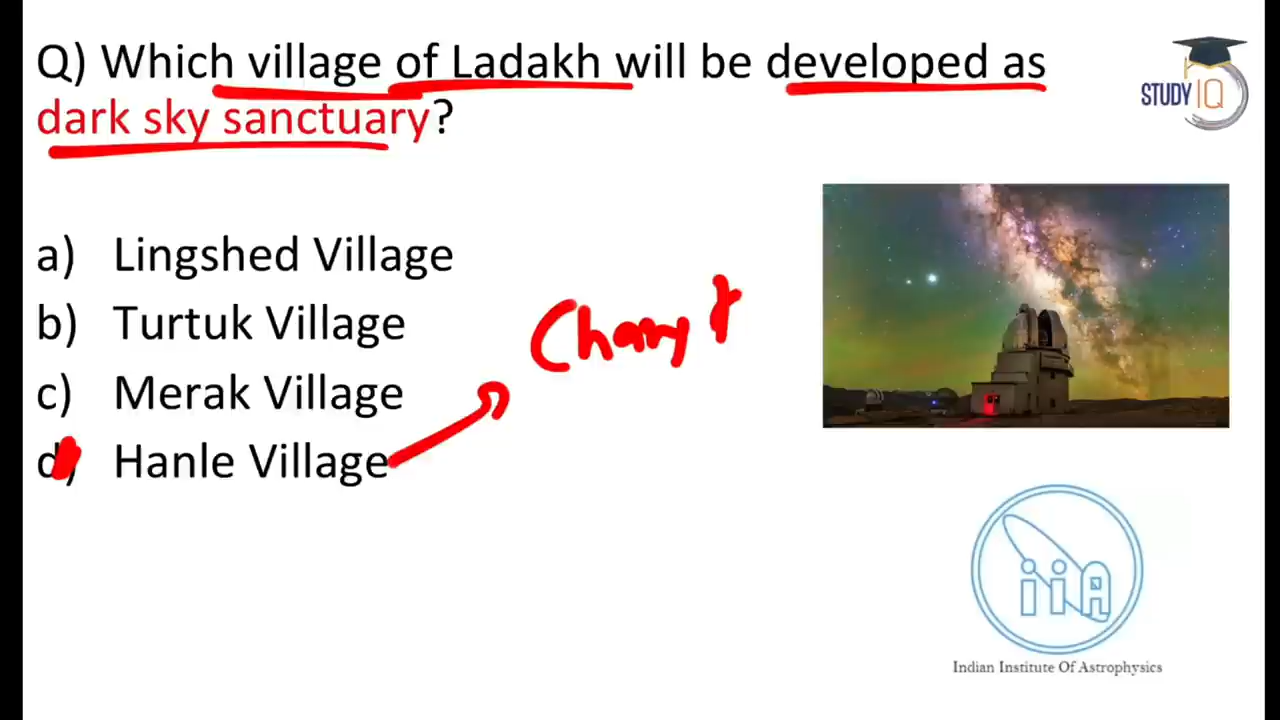 Q) Which village of Ladakh will be developed as
dark sky sanctuary?
STUDY IQ
a) Lingshed Village
b) Turtuk Village
c) Merak Village
d) Hanle Village
iiA
Indian Institute Of Astrophysics